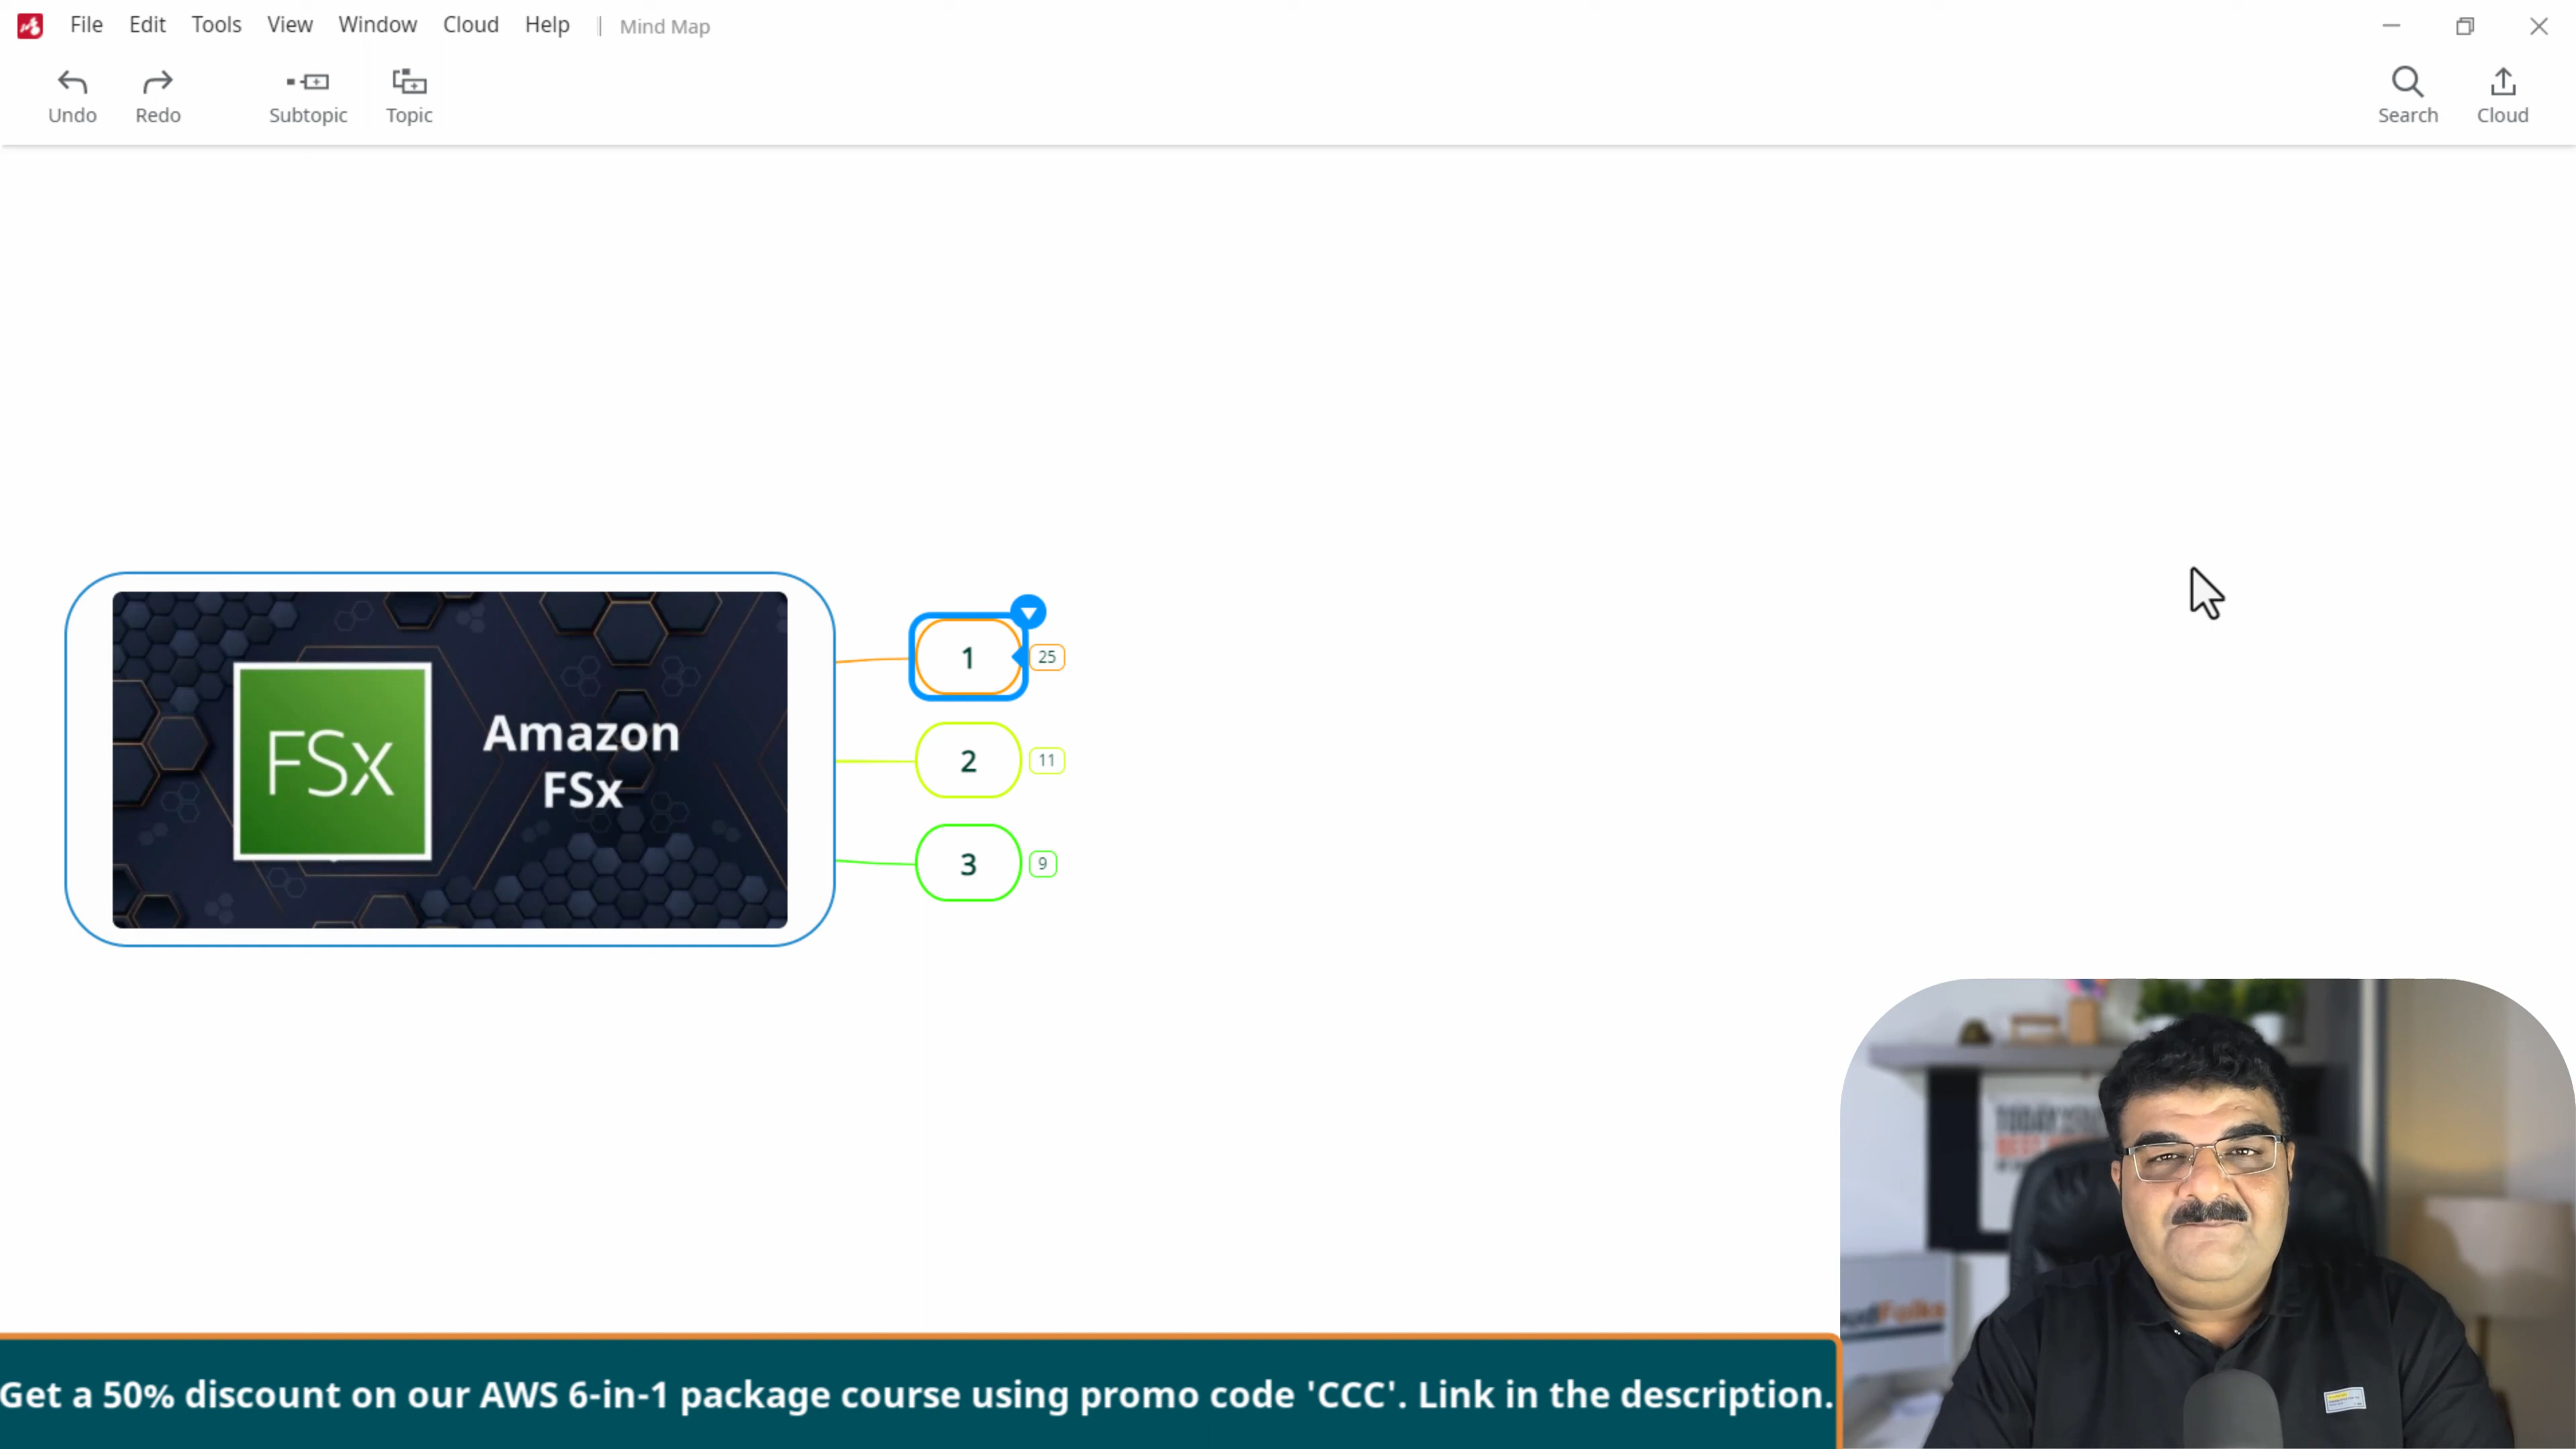 File Edit Tools View Window Cloud Help | Mind Map
Undo Redo Subtopic Topic Search Cloud
FSx
Amazon
FSx
1 25
2 11
3 9
Get a 50% discount on our AWS 6-in-1 package course using promo code 'CCC'. Link in the description.